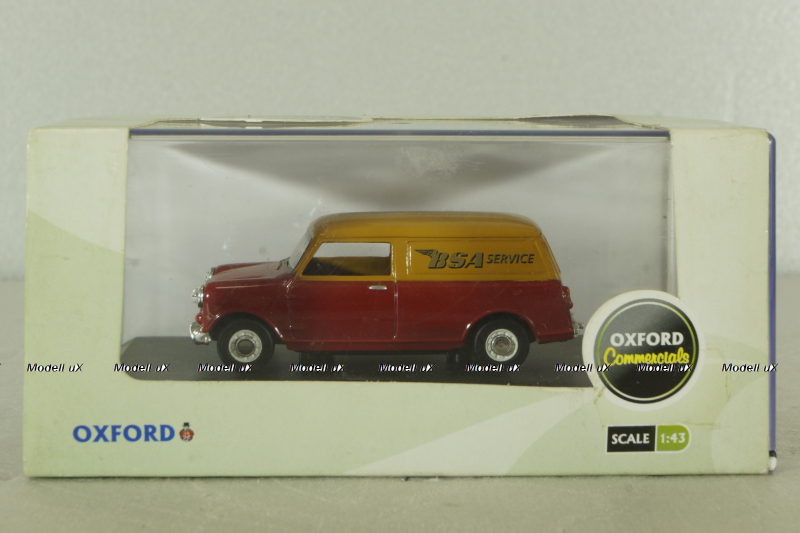 BSA SERVICE
OXFORD
Commercials
Modell uX Modell uX Modell uX Modell uX Modell uX Modell uX Modell uX Modell uX Modell uX
OXFORD
SCALE 1:43